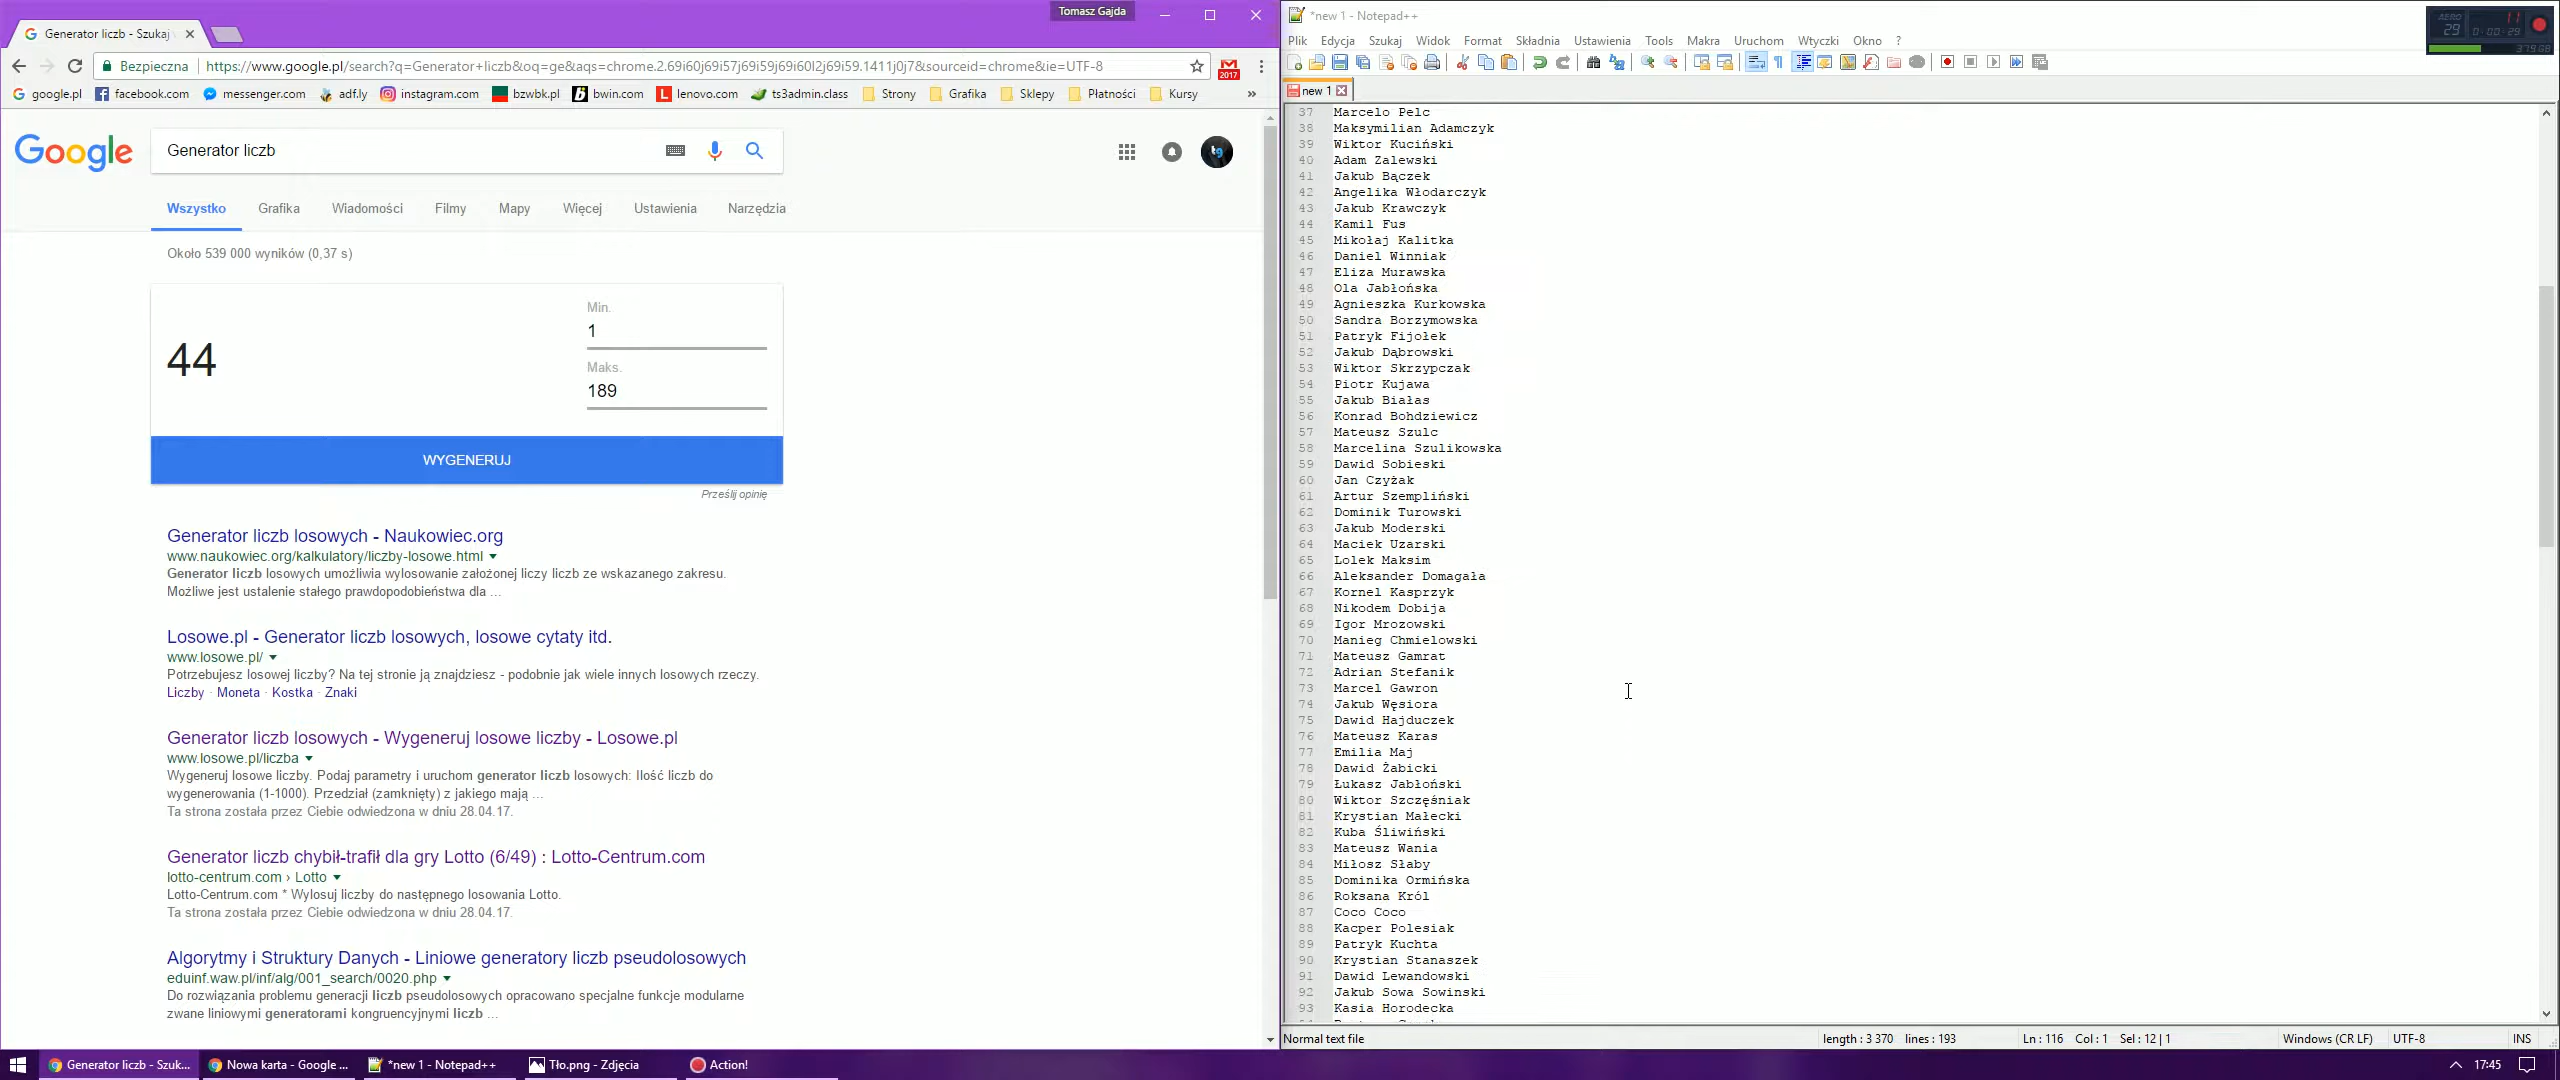 Tomasz Gajda
Generator liczb - Szukaj
Bezpieczna
https://www.google.pl/search?q=Generator+liczb&oq=ge&aqs=chrome.2.69i60j69i57j69i59j69i60l2j69i59.1411j0j7&sourceid=chrome&ie=UTF-8
2017
google.pl facebook.com messenger.com adf.ly instagram.com bzwbk.pl bwin.com lenovo.com ts3admin.class Strony Grafika Sklepy Płatności Kursy »
Google
Generator liczb
Wszystko Grafika Wiadomości Filmy Mapy Więcej Ustawienia Narzędzia
Około 539 000 wyników (0,37 s)
44
Min.
1
Maks.
189
WYGENERUJ
Prześlij opinię
Generator liczb losowych - Naukowiec.org
www.naukowiec.org/kalkulatory/liczby-losowe.html
Generator liczb losowych umożliwia wylosowanie założonej liczy liczb ze wskazanego zakresu.
Możliwe jest ustalenie stałego prawdopodobieństwa dla ...
Losowe.pl - Generator liczb losowych, losowe cytaty itd.
www.losowe.pl/
Potrzebujesz losowej liczby? Na tej stronie ją znajdziesz - podobnie jak wiele innych losowych rzeczy.
Liczby · Moneta · Kostka · Znaki
Generator liczb losowych - Wygeneruj losowe liczby - Losowe.pl
www.losowe.pl/liczba
Wygeneruj losowe liczby. Podaj parametry i uruchom generator liczb losowych: Ilość liczb do
wygenerowania (1-1000). Przedział (zamknięty) z jakiego mają ...
Ta strona została przez Ciebie odwiedzona w dniu 28.04.17.
Generator liczb chybił-trafił dla gry Lotto (6/49) : Lotto-Centrum.com
lotto-centrum.com › Lotto
Lotto-Centrum.com * Wylosuj liczby do następnego losowania Lotto.
Ta strona została przez Ciebie odwiedzona w dniu 28.04.17.
Algorytmy i Struktury Danych - Liniowe generatory liczb pseudolosowych
eduinf.waw.pl/inf/alg/001_search/0020.php
Do rozwiązania problemu generacji liczb pseudolosowych opracowano specjalne funkcje modularne
zwane liniowymi generatorami kongruencyjnymi liczb ...
*new 1 - Notepad++
Plik Edycja Szukaj Widok Format Składnia Ustawienia Tools Makra Uruchom Wtyczki Okno ?
new 1
37 Marcelo Pelc
38 Maksymilian Adamczyk
39 Wiktor Kuciński
40 Adam Zalewski
41 Jakub Bączek
42 Angelika Włodarczyk
43 Jakub Krawczyk
44 Kamil Fus
45 Mikołaj Kalitka
46 Daniel Winniak
47 Eliza Murawska
48 Ola Jabłońska
49 Agnieszka Kurkowska
50 Sandra Borzymowska
51 Patryk Fijołek
52 Jakub Dąbrowski
53 Wiktor Skrzypczak
54 Piotr Kujawa
55 Jakub Białas
56 Konrad Bohdziewicz
57 Mateusz Szulc
58 Marcelina Szulikowska
59 Dawid Sobieski
60 Jan Czyżak
61 Artur Szempliński
62 Dominik Turowski
63 Jakub Moderski
64 Maciek Uzarski
65 Lolek Maksim
66 Aleksander Domagała
67 Kornel Kasprzyk
68 Nikodem Dobija
69 Igor Mrozowski
70 Manieg Chmielowski
71 Mateusz Gamrat
72 Adrian Stefanik
73 Marcel Gawron
74 Jakub Węsiora
75 Dawid Hajduczek
76 Mateusz Karas
77 Emilia Maj
78 Dawid Żabicki
79 Łukasz Jabłoński
80 Wiktor Szczęśniak
81 Krystian Małecki
82 Kuba Śliwiński
83 Mateusz Wania
84 Miłosz Słaby
85 Dominika Ormińska
86 Roksana Król
87 Coco Coco
88 Kacper Polesiak
89 Patryk Kuchta
90 Krystian Stanaszek
91 Dawid Lewandowski
92 Jakub Sowa Sowinski
93 Kasia Horodecka
Normal text file length : 3 370 lines : 193 Ln : 116 Col : 1 Sel : 12 | 1 Windows (CR LF) UTF-8 INS
AERO
29
11
0:00:29
379GB
Generator liczb - Szuk... Nowa karta - Google ... *new 1 - Notepad++ Tło.png - Zdjęcia Action! 17:45